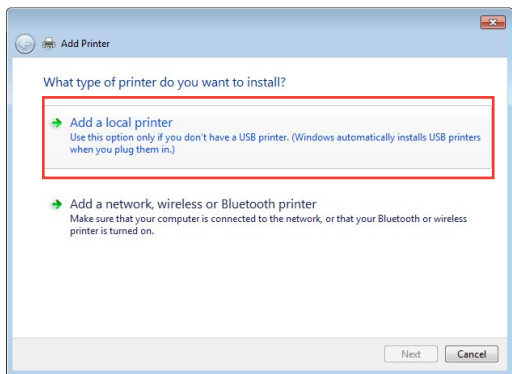 Add Printer
What type of printer do you want to install?
Add a local printer
Use this option only if you don't have a USB printer. (Windows automatically installs USB printers
when you plug them in.)
Add a network, wireless or Bluetooth printer
Make sure that your computer is connected to the network, or that your Bluetooth or wireless
printer is turned on.
Next Cancel